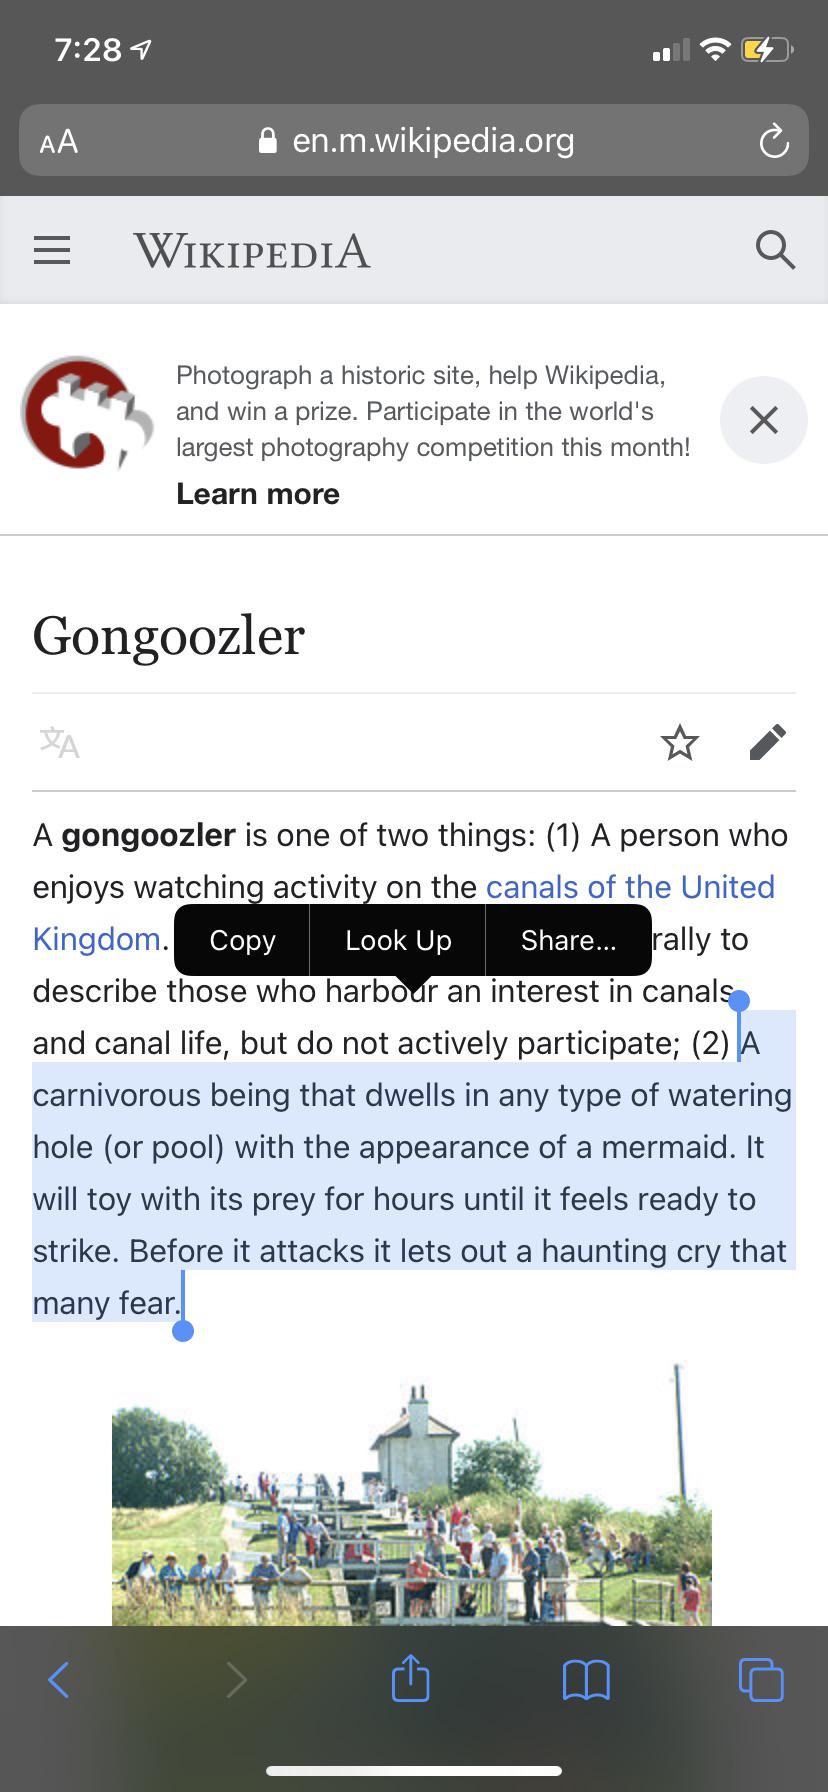 7:28
AA en.m.wikipedia.org
WIKIPEDIA
Photograph a historic site, help Wikipedia,
and win a prize. Participate in the world's
largest photography competition this month!
Learn more
Gongoozler
文A
A gongoozler is one of two things: (1) A person who
enjoys watching activity on the canals of the United
Kingdom. rally to
Copy Look Up Share...
describe those who harbour an interest in canals
and canal life, but do not actively participate; (2) A
carnivorous being that dwells in any type of watering
hole (or pool) with the appearance of a mermaid. It
will toy with its prey for hours until it feels ready to
strike. Before it attacks it lets out a haunting cry that
many fear.